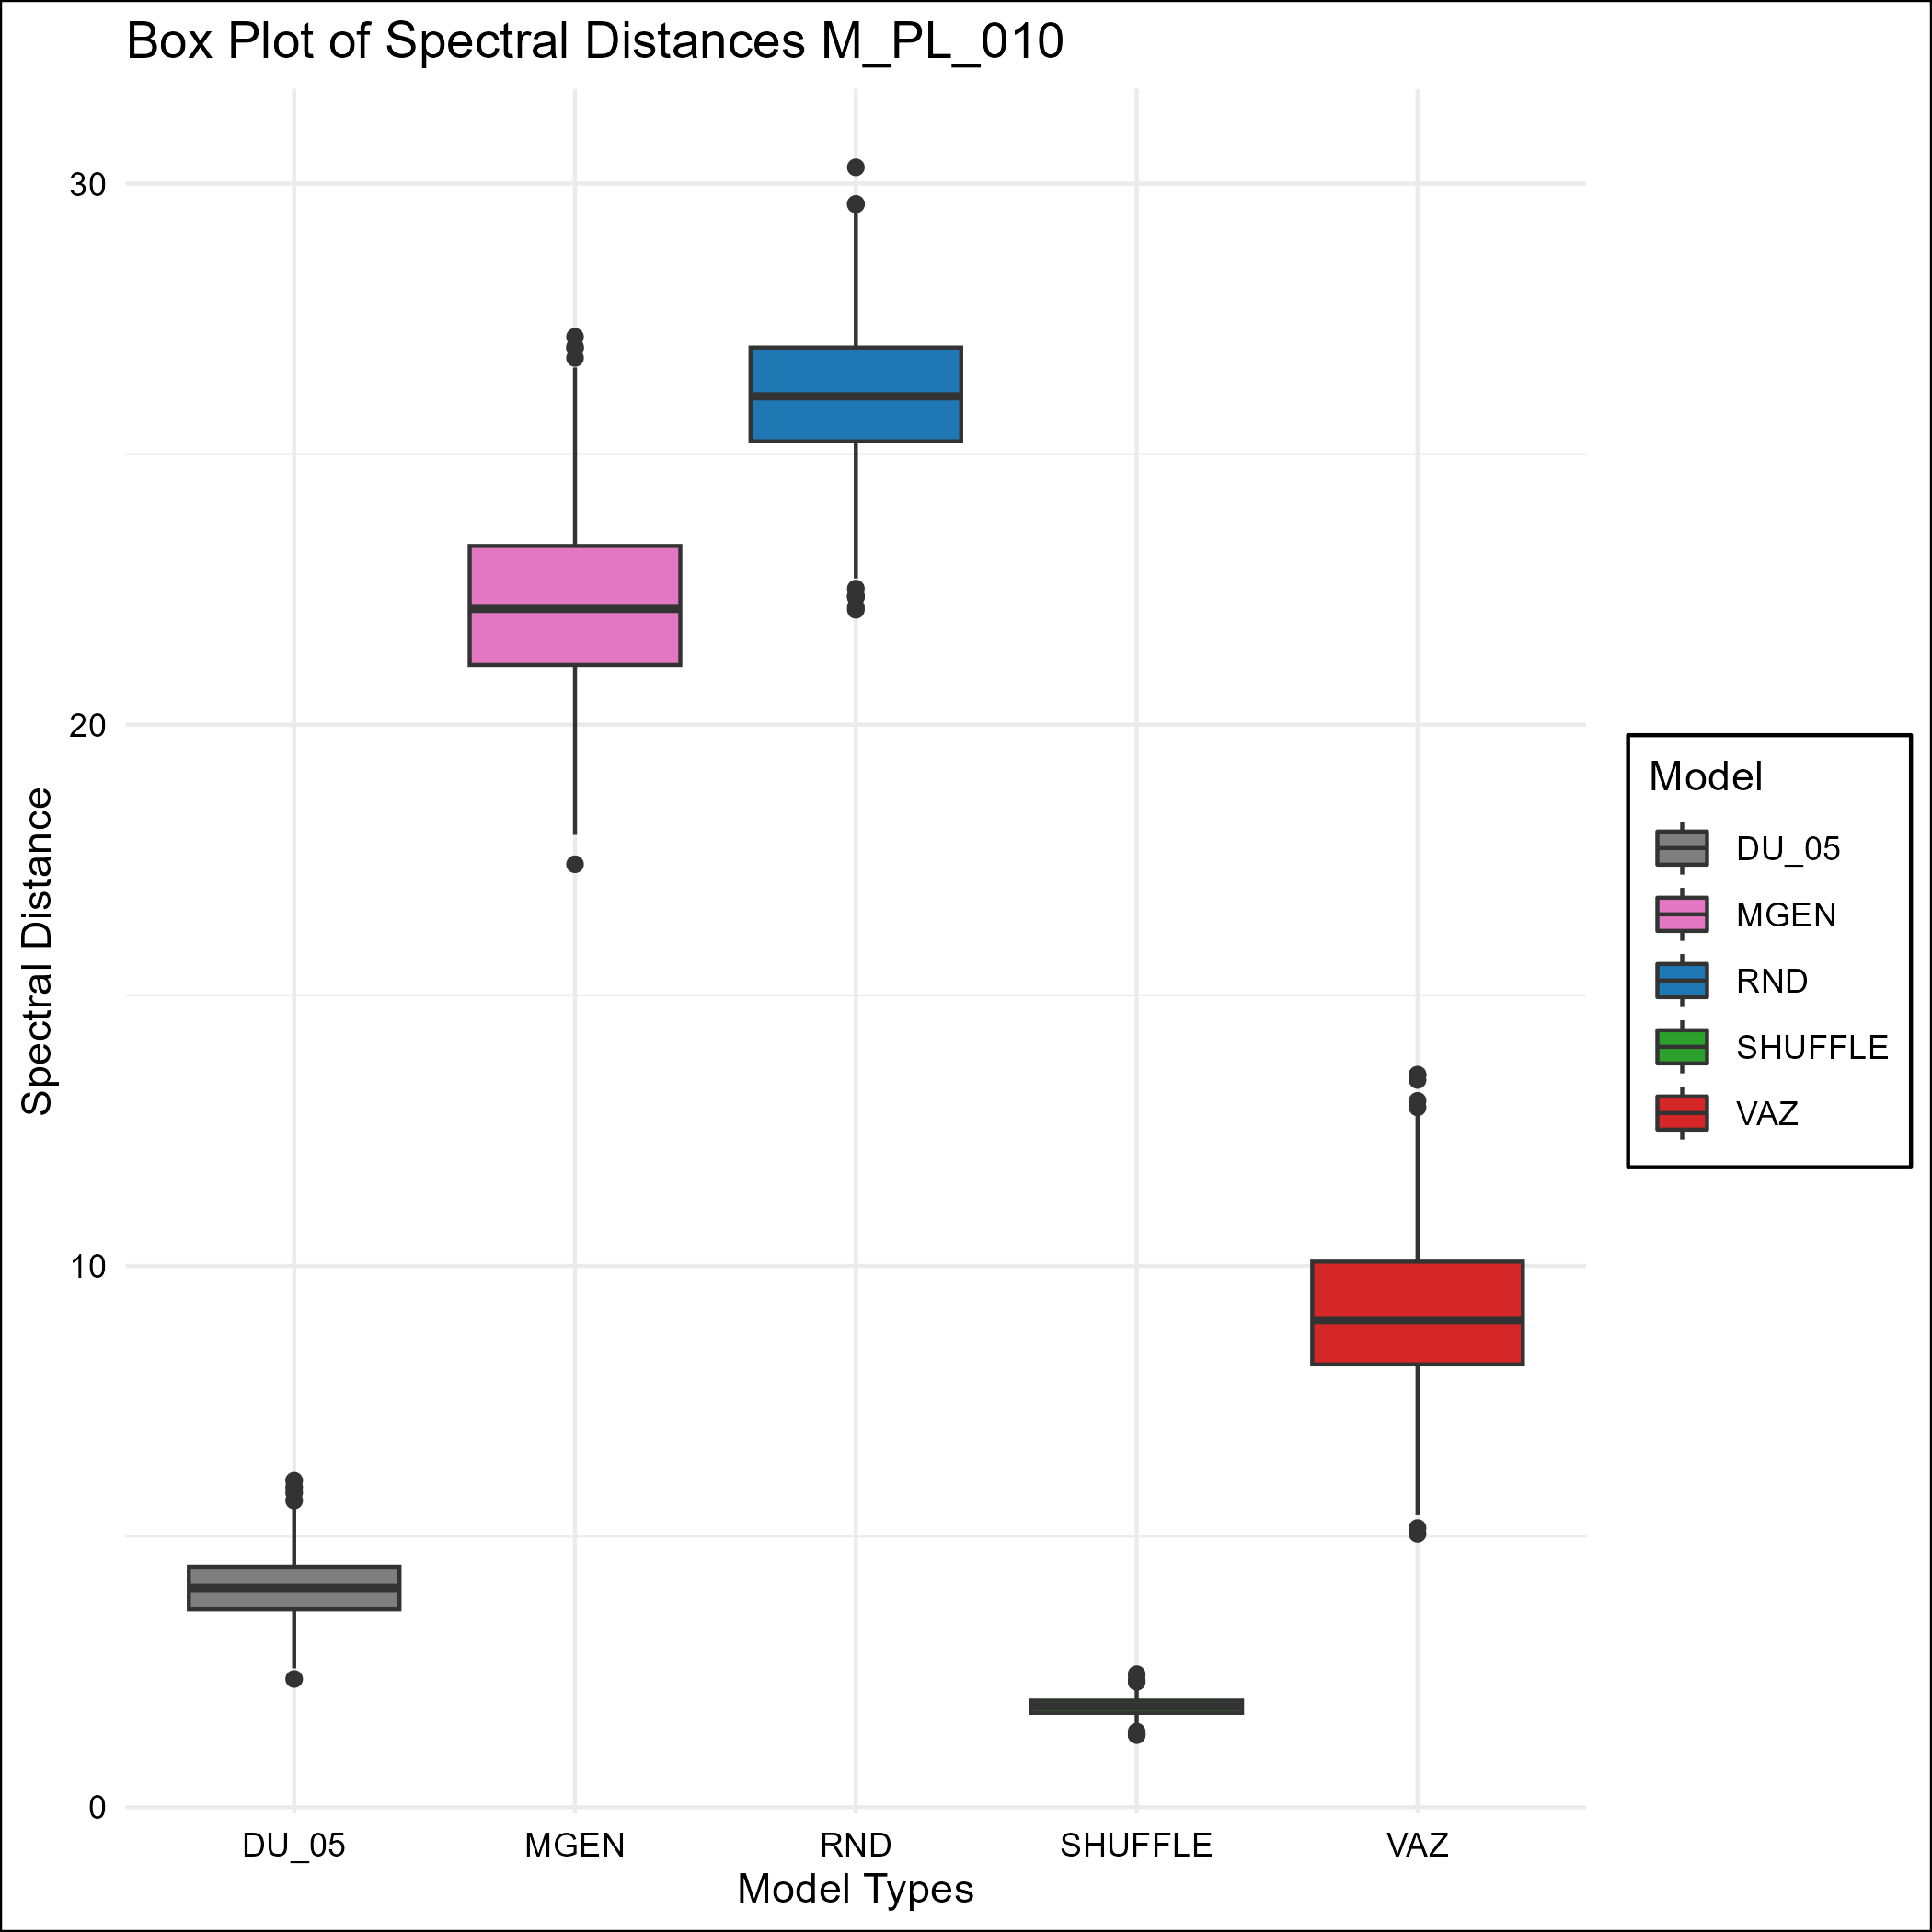 Box Plot of Spectral Distances M_PL_010
30
20
10
0
Spectral Distance
DU_05
MGEN
RND
SHUFFLE
VAZ
Model Types
Model
DU_05
MGEN
RND
SHUFFLE
VAZ